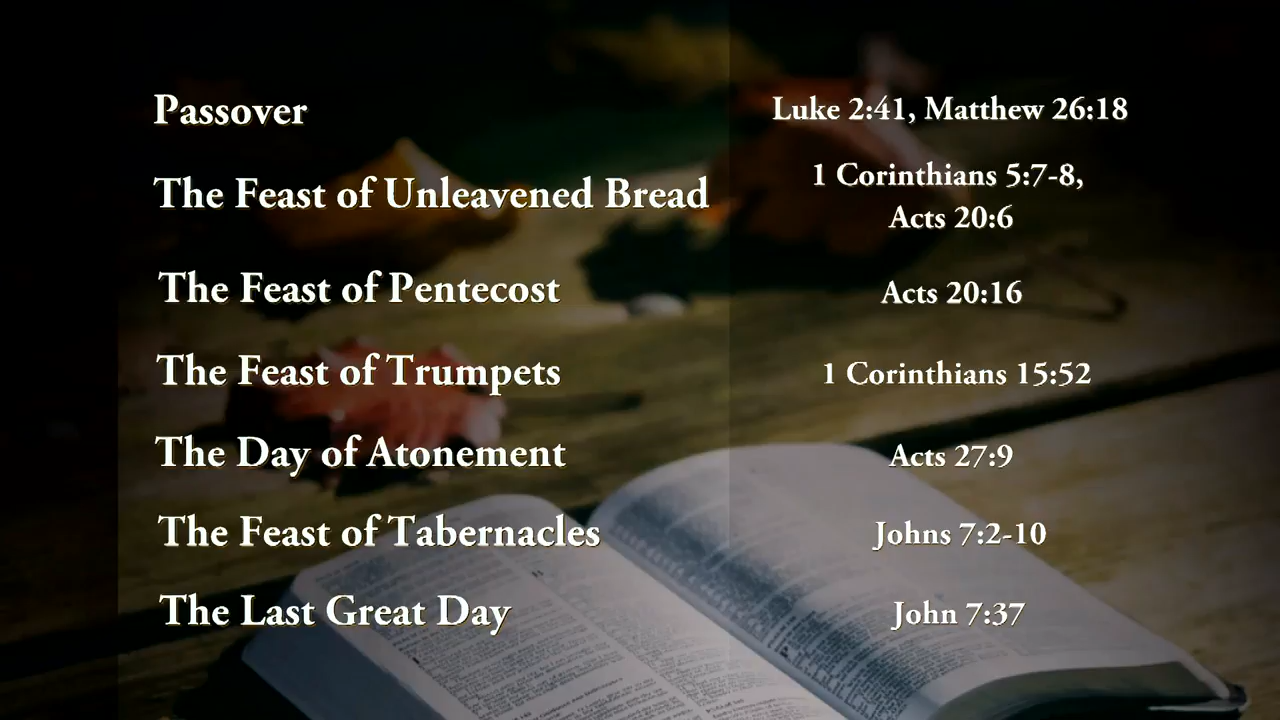 Passover
Luke 2:41, Matthew 26:18
The Feast of Unleavened Bread
1 Corinthians 5:7-8,
Acts 20:6
The Feast of Pentecost
Acts 20:16
The Feast of Trumpets
1 Corinthians 15:52
The Day of Atonement
Acts 27:9
The Feast of Tabernacles
Johns 7:2-10
The Last Great Day
John 7:37